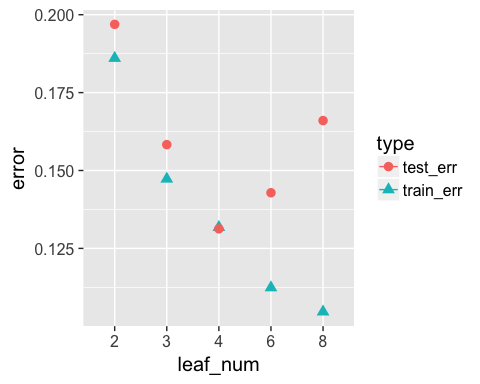 0.200
0.175
0.150
0.125
error
2 3 4 6 8
leaf_num
type
test_err
train_err